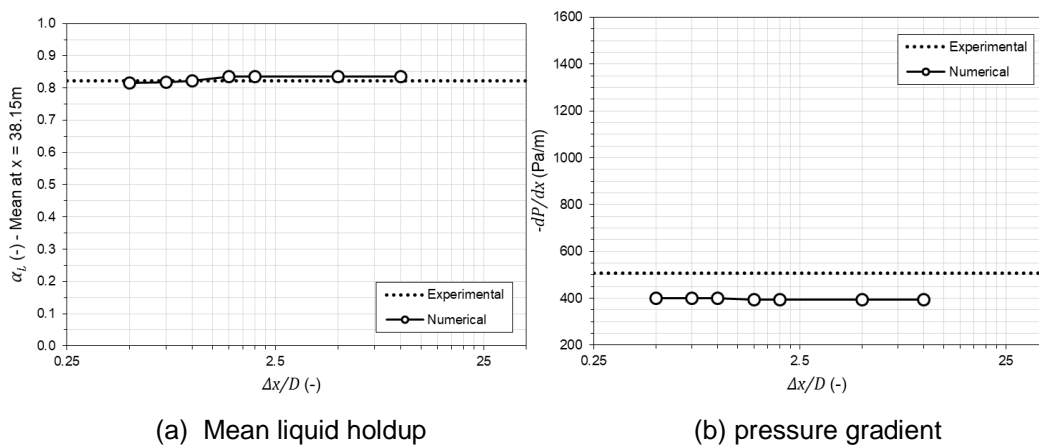 1.0
0.9
0.8
0.7
0.6
0.5
0.4
0.3
0.2
0.1
0.0
α_L (-) - Mean at x = 38.15m
0.25
2.5
25
Δx/D (-)
Experimental
Numerical
(a) Mean liquid holdup
1600
1400
1200
1000
800
600
400
200
-dP/dx (Pa/m)
0.25
2.5
25
Δx/D (-)
Experimental
Numerical
(b) pressure gradient